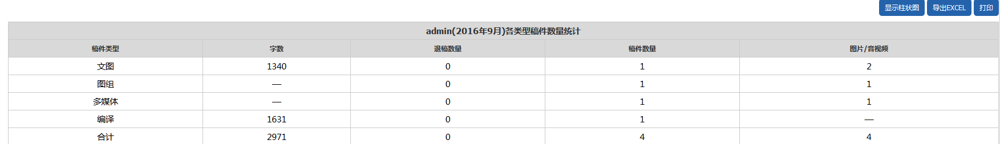 显示柱状图 导出EXCEL 打印
admin(2016年9月)各类型稿件数量统计
稿件类型 字数 退稿数量 稿件数量 图片/音视频
文图 1340 0 1 2
图组 — 0 1 1
多媒体 — 0 1 1
编译 1631 0 1 —
合计 2971 0 4 4